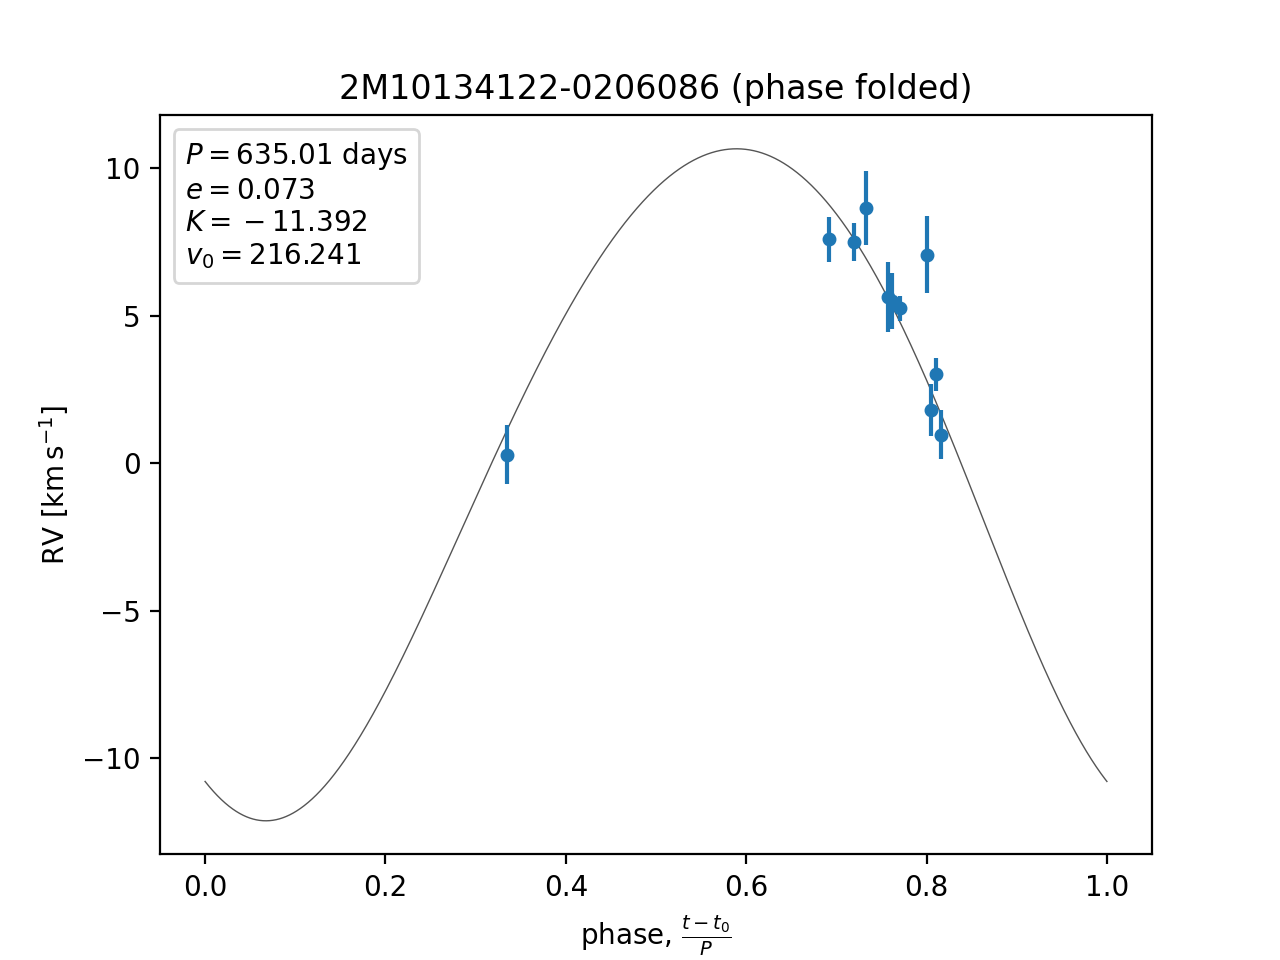 2M10134122-0206086 (phase folded)
P = 635.01 days
e = 0.073
K = −11.392
v₀ = 216.241
10
5
0
−5
−10
RV [km s⁻¹]
0.0 0.2 0.4 0.6 0.8 1.0
phase, (t − t₀)/P